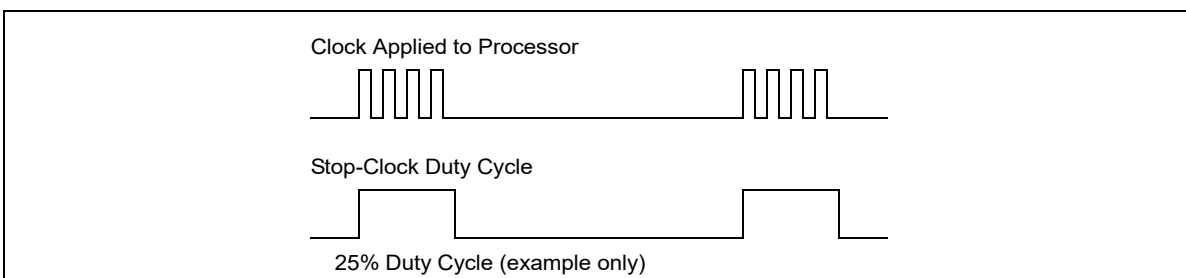 Clock Applied to Processor
Stop-Clock Duty Cycle
25% Duty Cycle (example only)